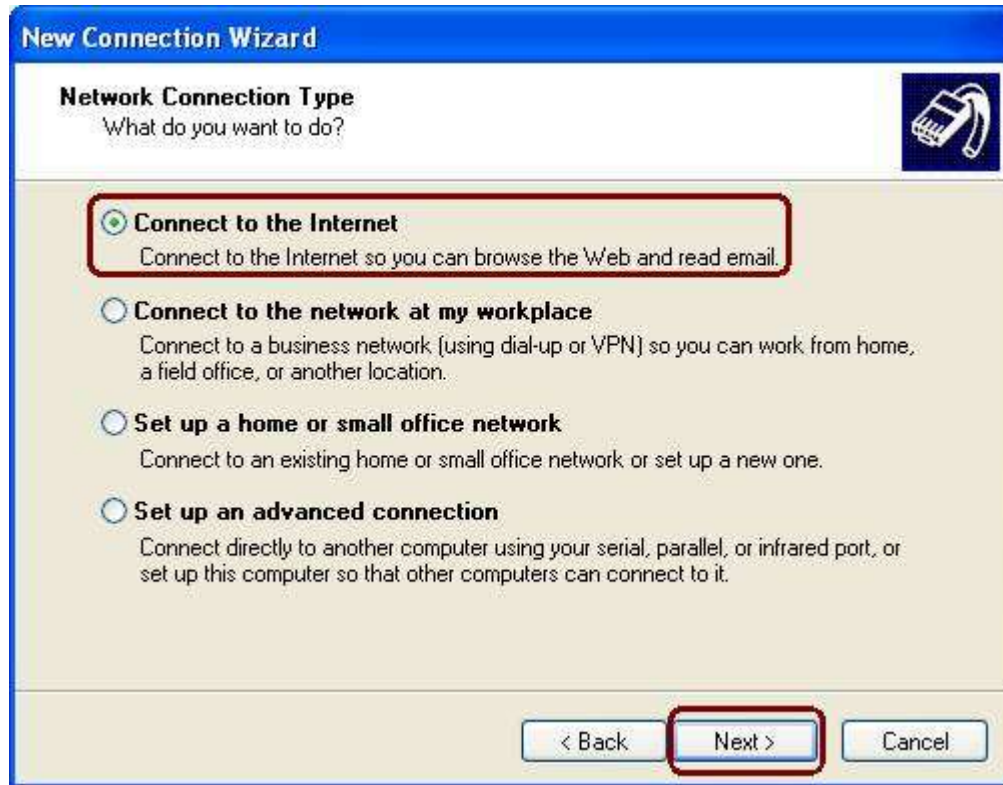 New Connection Wizard
Network Connection Type
What do you want to do?
Connect to the Internet
Connect to the Internet so you can browse the Web and read email.
Connect to the network at my workplace
Connect to a business network (using dial-up or VPN) so you can work from home,
a field office, or another location.
Set up a home or small office network
Connect to an existing home or small office network or set up a new one.
Set up an advanced connection
Connect directly to another computer using your serial, parallel, or infrared port, or
set up this computer so that other computers can connect to it.
< Back Next > Cancel